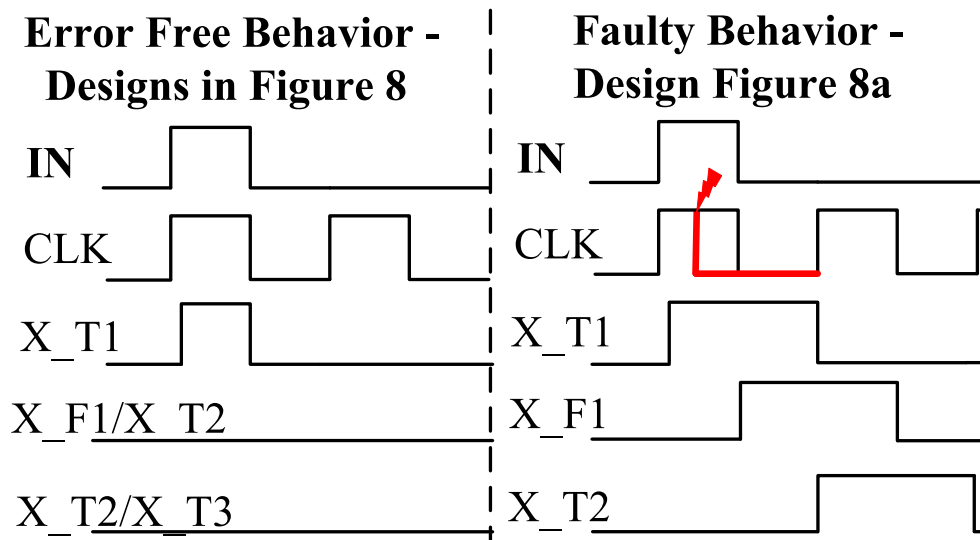 Error Free Behavior -
Designs in Figure 8
IN
CLK
X_T1
X_F1/X_T2
X_T2/X_T3
Faulty Behavior -
Design Figure 8a
IN
CLK
X_T1
X_F1
X_T2